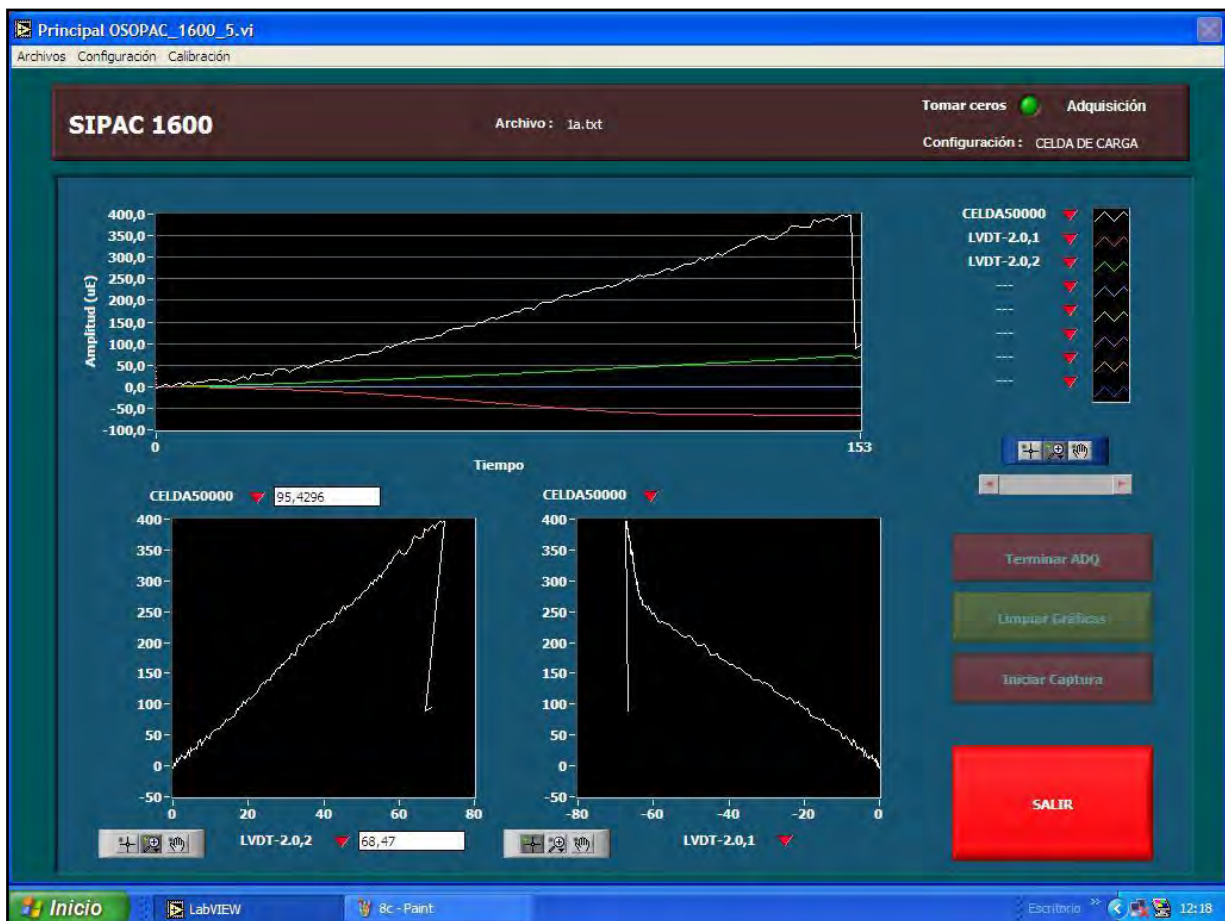 Principal OSOPAC_1600_5.vi
Archivos Configuración Calibración
SIPAC 1600
Archivo : 1a.txt
Tomar ceros Adquisición
Configuración : CELDA DE CARGA
400,0
350,0
300,0
250,0
200,0
150,0
100,0
50,0
0,0
-50,0
-100,0
Amplitud (uE)
0 153
Tiempo
CELDA50000
LVDT-2.0,1
LVDT-2.0,2
---
---
---
---
---
CELDA50000 95,4296
400
350
300
250
200
150
100
50
0
-50
0 20 40 60 80
LVDT-2.0,2 68,47
CELDA50000
400
350
300
250
200
150
100
50
0
-50
-80 -60 -40 -20 0
LVDT-2.0,1
Terminar ADQ
Limpiar Gráficas
Iniciar Captura
SALIR
Inicio LabVIEW 8c - Paint Escritorio » 12:18